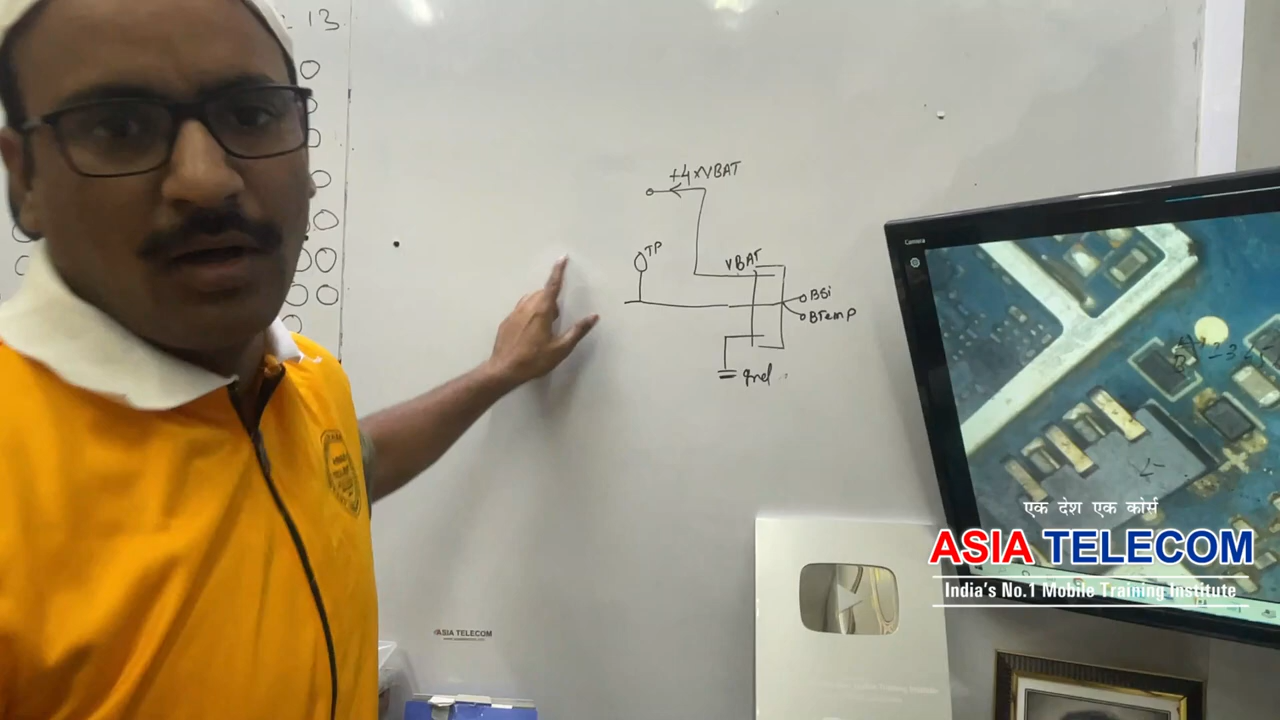 13
+4xVBAT
TP
VBAT
BSi
BTemp
gnd
Camera
एक देश एक कोर्स
ASIA TELECOM
India's No.1 Mobile Training Institute
ASIA TELECOM